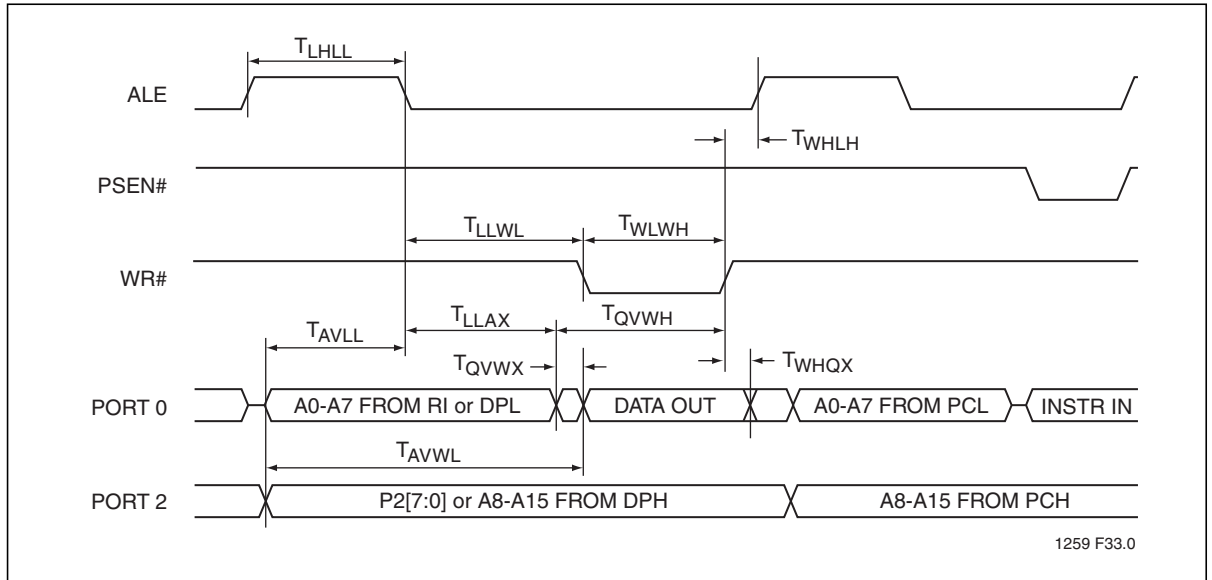 TLHLL
ALE
TWHLH
PSEN#
TLLWL TWLWH
WR#
TAVLL TLLAX TQVWH
TQVWX TWHQX
PORT 0 A0-A7 FROM RI or DPL DATA OUT A0-A7 FROM PCL INSTR IN
TAVWL
PORT 2 P2[7:0] or A8-A15 FROM DPH A8-A15 FROM PCH
1259 F33.0